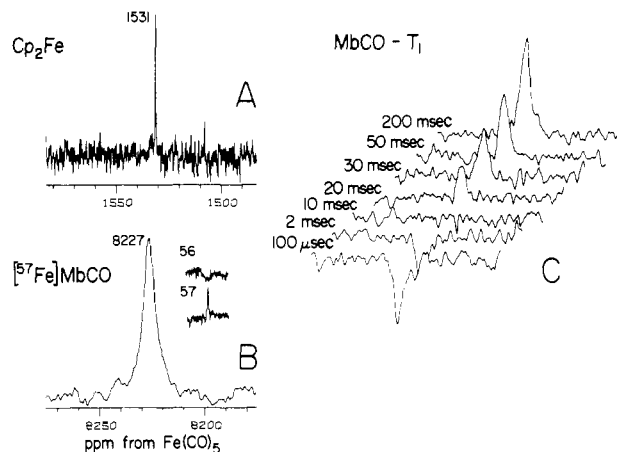 Cp₂Fe
1531
A
1550
1500
[⁵⁷Fe]MbCO
8227
56
57
B
8250
8200
ppm from Fe(CO)₅
MbCO - T₁
200 msec
50 msec
30 msec
20 msec
10 msec
2 msec
100 μsec
C